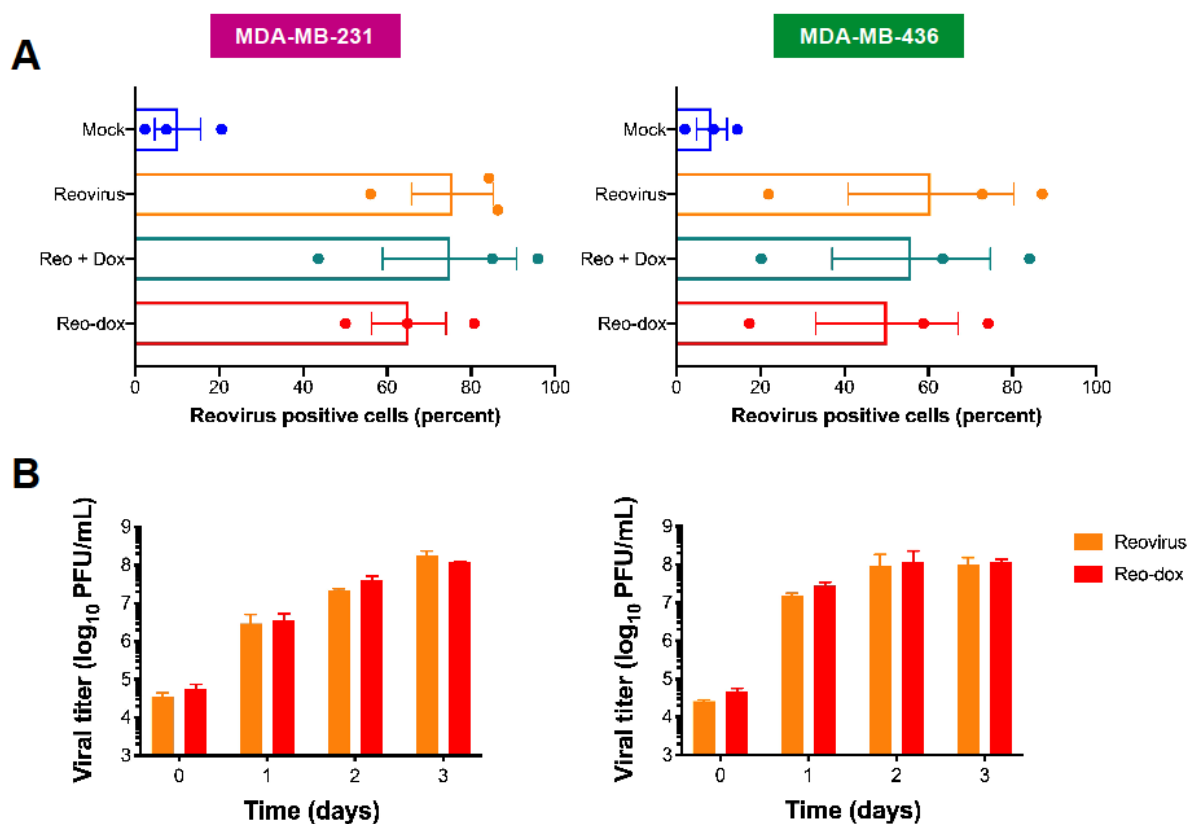 MDA-MB-231
MDA-MB-436
A
Mock
Reovirus
Reo + Dox
Reo-dox
0 20 40 60 80 100
Reovirus positive cells (percent)
Mock
Reovirus
Reo + Dox
Reo-dox
0 20 40 60 80 100
Reovirus positive cells (percent)
B
Viral titer (log10 PFU/mL)
9
8
7
6
5
4
3
0 1 2 3
Time (days)
Viral titer (log10 PFU/mL)
9
8
7
6
5
4
3
0 1 2 3
Time (days)
Reovirus
Reo-dox